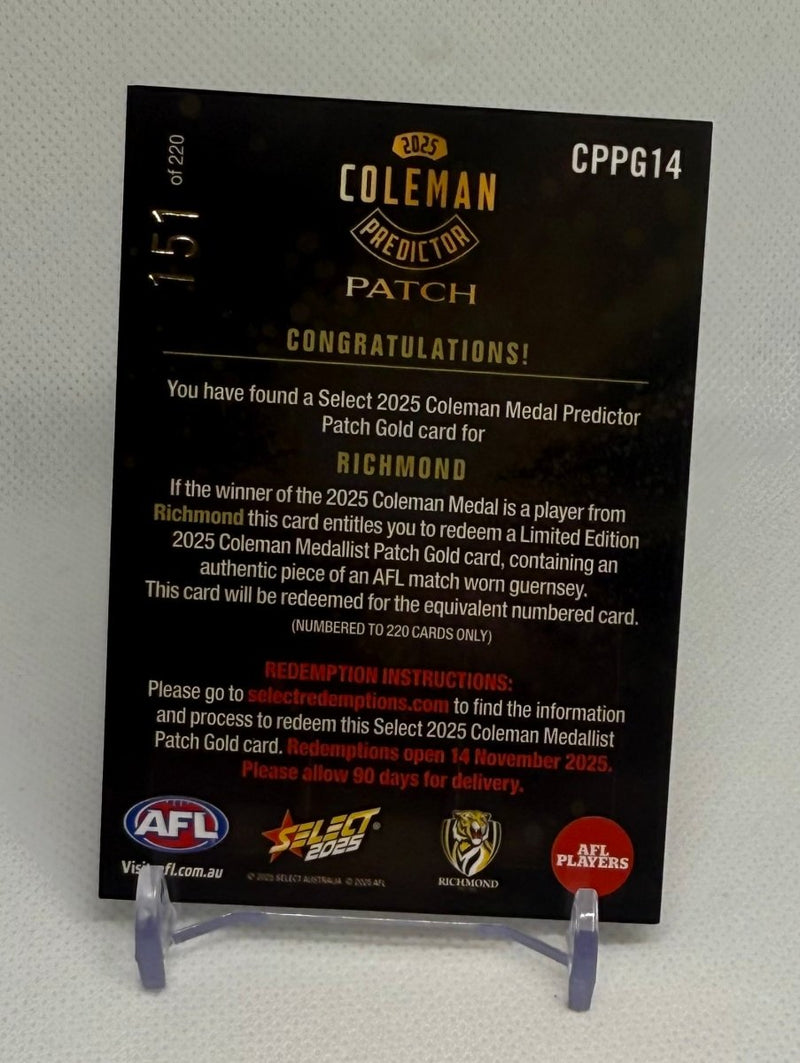 151 of 220
CPPG14
2025
COLEMAN
PREDICTOR
PATCH
CONGRATULATIONS!
You have found a Select 2025 Coleman Medal Predictor
Patch Gold card for
RICHMOND
If the winner of the 2025 Coleman Medal is a player from
Richmond this card entitles you to redeem a Limited Edition
2025 Coleman Medallist Patch Gold card, containing an
authentic piece of an AFL match worn guernsey.
This card will be redeemed for the equivalent numbered card.
(NUMBERED TO 220 CARDS ONLY)
REDEMPTION INSTRUCTIONS:
Please go to selectredemptions.com to find the information
and process to redeem this Select 2025 Coleman Medallist
Patch Gold card. Redemptions open 14 November 2025.
Please allow 90 days for delivery.
AFL
Visit afl.com.au
SELECT
2025
© 2025 SELECT AUSTRALIA © 2025 AFL
RICHMOND
AFL
PLAYERS